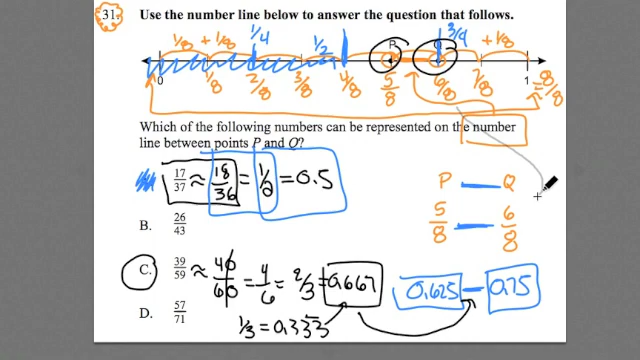 31. Use the number line below to answer the question that follows.
1/8 + 1/8 1/4 1/2 P Q 3/4 + 1/8
0 1/8 2/8 3/8 4/8 5/8 6/8 7/8 1 = 8/8
Which of the following numbers can be represented on the number
line between points P and Q?
17/37 ≈ 18/36 = 1/2 = 0.5
P — Q
B. 26/43
5/8 — 6/8
C. 39/59 ≈ 40/60 = 4/6 = 2/3 = 0.667
0.625 — 0.75
D. 57/71
1/3 = 0.333